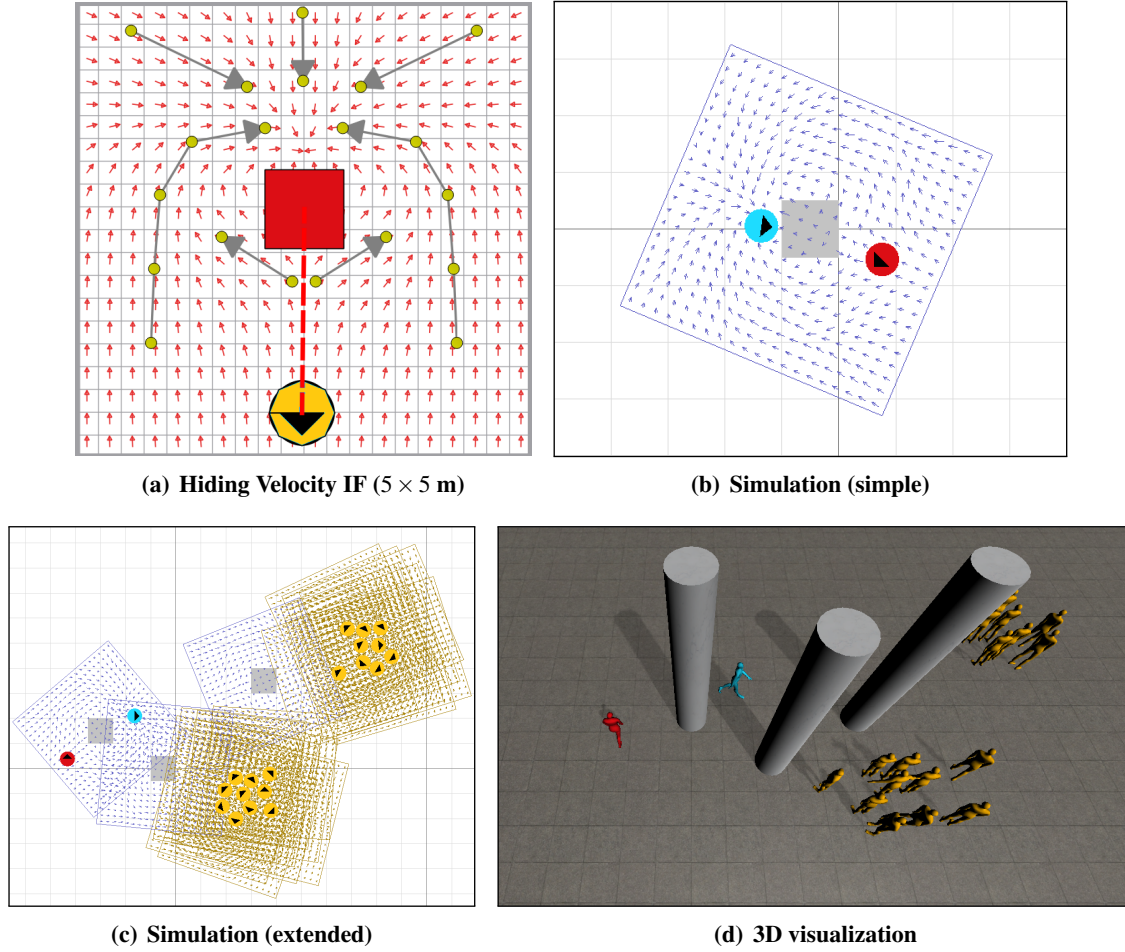 (a) Hiding Velocity IF (5 × 5 m)
(b) Simulation (simple)
(c) Simulation (extended)
(d) 3D visualization